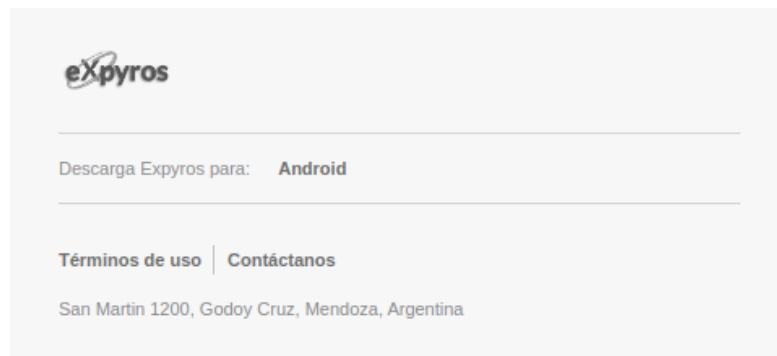 eXpyros
Descarga Expyros para: Android
Términos de uso Contáctanos
San Martin 1200, Godoy Cruz, Mendoza, Argentina